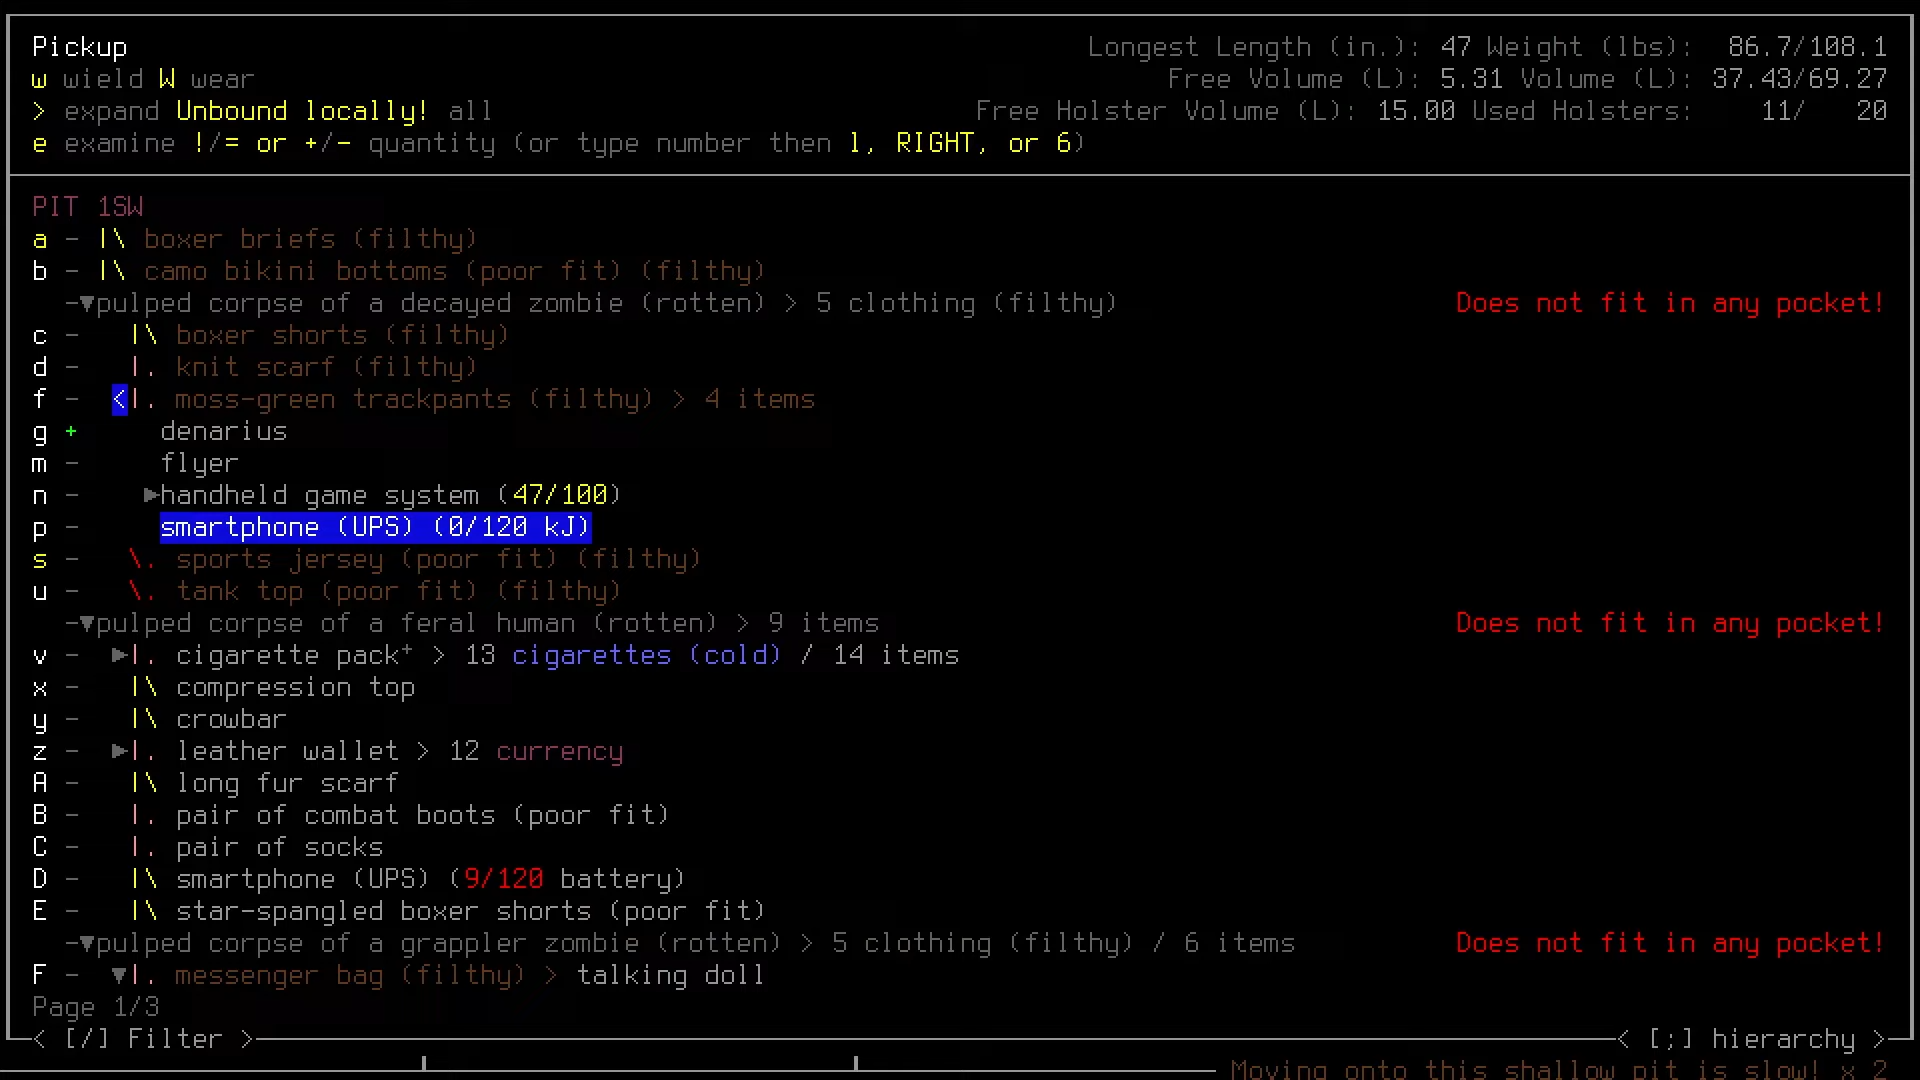 Pickup Longest Length (in.): 47 Weight (lbs): 86.7/108.1
w wield W wear Free Volume (L): 5.31 Volume (L): 37.43/69.27
> expand Unbound locally! all Free Holster Volume (L): 15.00 Used Holsters: 11/ 20
e examine !/= or +/- quantity (or type number then l, RIGHT, or 6)
PIT 1SW
a - |\ boxer briefs (filthy)
b - |\ camo bikini bottoms (poor fit) (filthy)
-▼pulped corpse of a decayed zombie (rotten) > 5 clothing (filthy) Does not fit in any pocket!
c - |\ boxer shorts (filthy)
d - |. knit scarf (filthy)
f - <|. moss-green trackpants (filthy) > 4 items
g + denarius
m - flyer
n - ▶handheld game system (47/100)
p - smartphone (UPS) (0/120 kJ)
s - \. sports jersey (poor fit) (filthy)
u - \. tank top (poor fit) (filthy)
-▼pulped corpse of a feral human (rotten) > 9 items Does not fit in any pocket!
v - ▶|. cigarette pack⁺ > 13 cigarettes (cold) / 14 items
x - |\ compression top
y - |\ crowbar
z - ▶|. leather wallet > 12 currency
A - |\ long fur scarf
B - |. pair of combat boots (poor fit)
C - |. pair of socks
D - |\ smartphone (UPS) (9/120 battery)
E - |\ star-spangled boxer shorts (poor fit)
-▼pulped corpse of a grappler zombie (rotten) > 5 clothing (filthy) / 6 items Does not fit in any pocket!
F - ▼|. messenger bag (filthy) > talking doll
Page 1/3
< [/] Filter > < [;] hierarchy >
Moving onto this shallow pit is slow! x 2